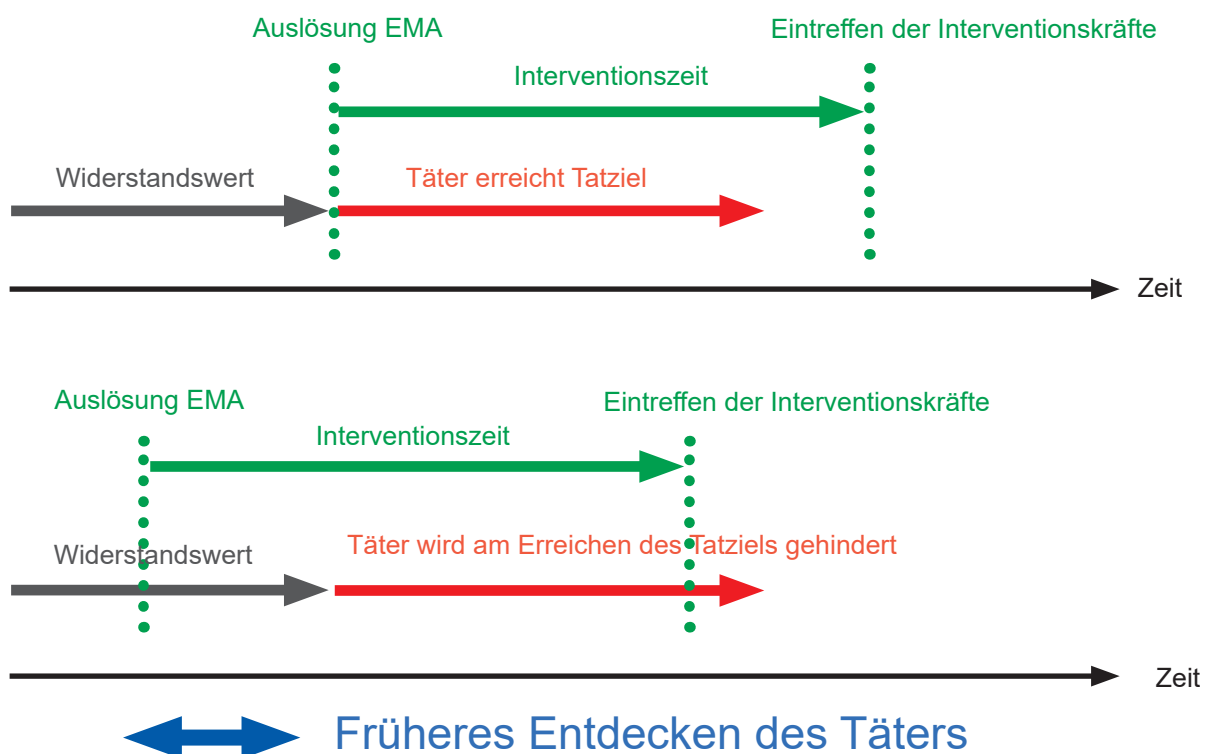 Auslösung EMA
Eintreffen der Interventionskräfte
Interventionszeit
Widerstandswert
Täter erreicht Tatziel
Zeit
Auslösung EMA
Eintreffen der Interventionskräfte
Interventionszeit
Widerstandswert
Täter wird am Erreichen des Tatziels gehindert
Zeit
Früheres Entdecken des Täters